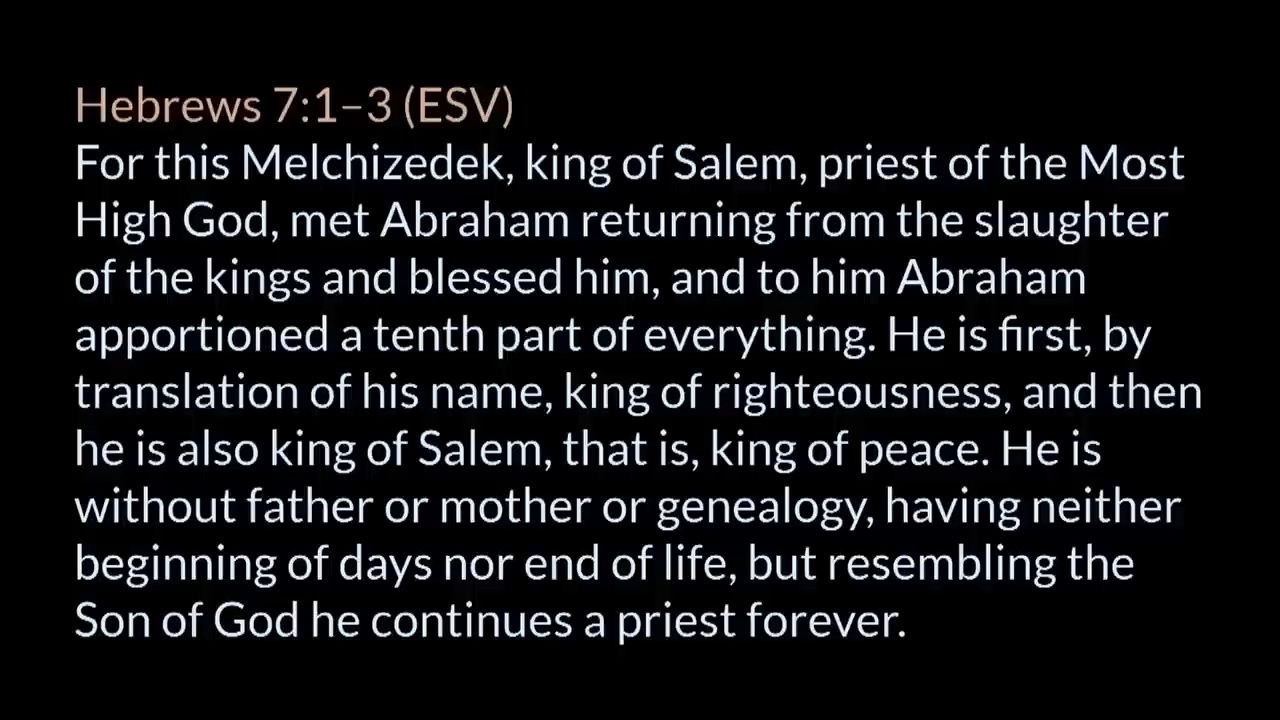 Hebrews 7:1–3 (ESV)
For this Melchizedek, king of Salem, priest of the Most
High God, met Abraham returning from the slaughter
of the kings and blessed him, and to him Abraham
apportioned a tenth part of everything. He is first, by
translation of his name, king of righteousness, and then
he is also king of Salem, that is, king of peace. He is
without father or mother or genealogy, having neither
beginning of days nor end of life, but resembling the
Son of God he continues a priest forever.